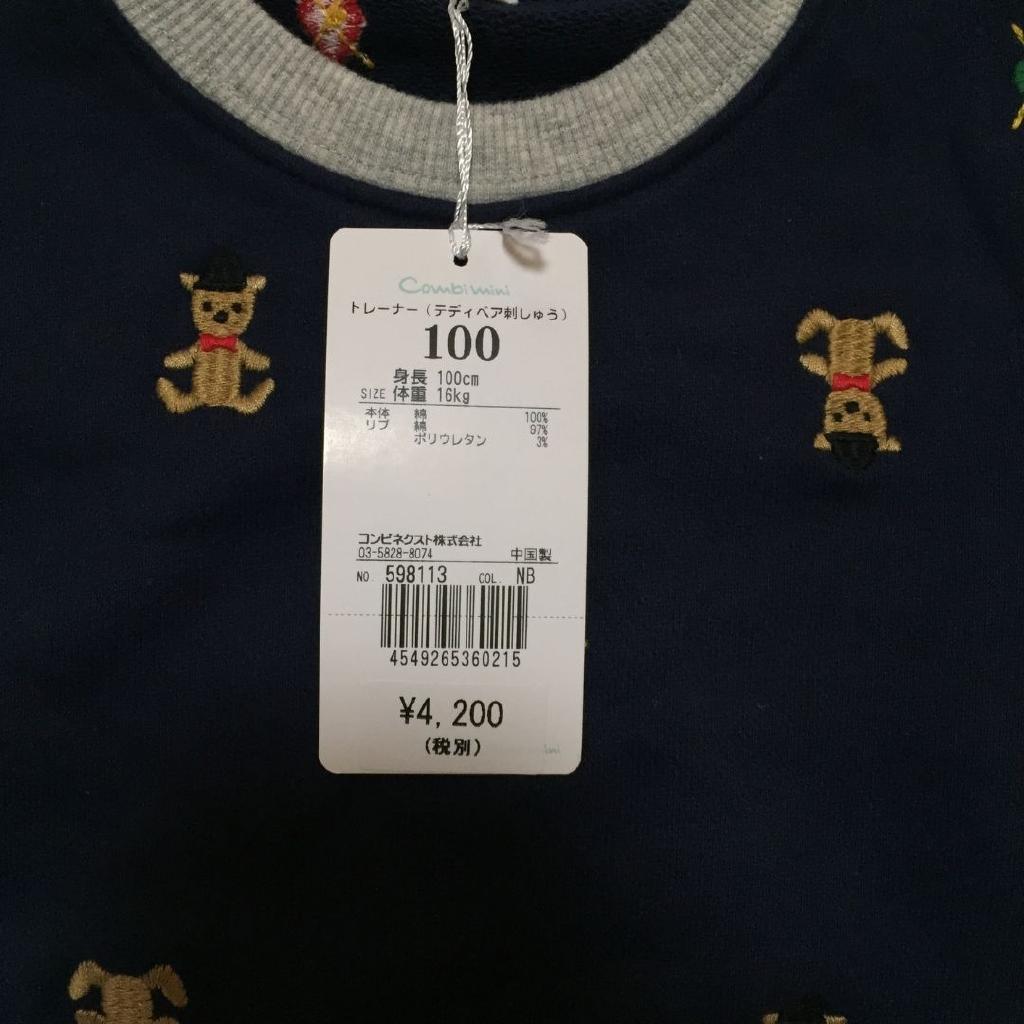 Combimini
トレーナー（テディベア刺しゅう）
100
身長 100cm
SIZE 体重 16kg
本体 綿 100%
リブ 綿 97%
ポリウレタン 3%
コンビネクスト株式会社
03-5828-8074 中国製
NO. 598113 COL. NB
4549265360215
¥4,200
（税別）